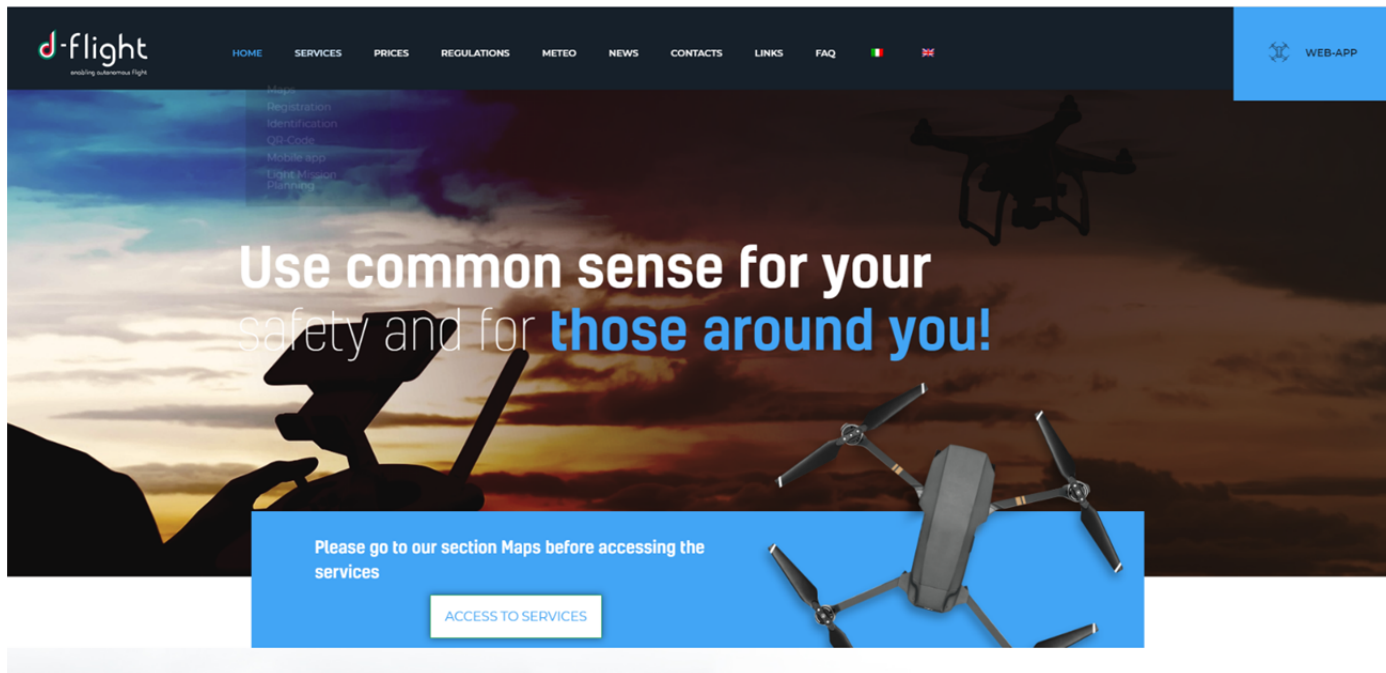 d-flight
enabling autonomous flight
HOME SERVICES PRICES REGULATIONS METEO NEWS CONTACTS LINKS FAQ
WEB-APP
Maps
Registration
Identification
QR-Code
Mobile app
Light Mission
Planning
Use common sense for your
safety and for those around you!
Please go to our section Maps before accessing the
services
ACCESS TO SERVICES